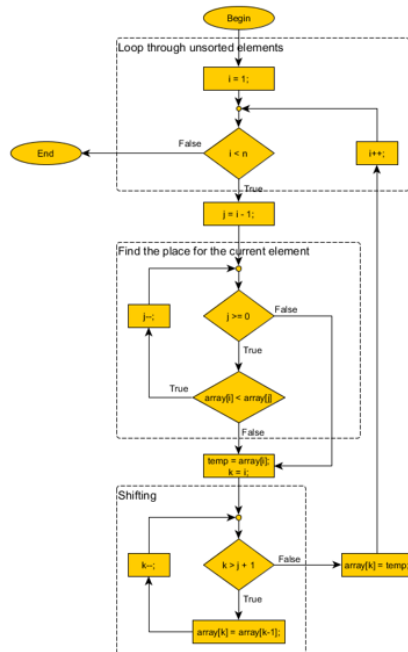 Begin
Loop through unsorted elements
i = 1;
False
End
i < n
i++;
True
j = i - 1;
Find the place for the current element
j--;
j >= 0
False
True
True
array[i] < array[j]
False
temp = array[i];
k = i;
Shifting
k--;
k > j + 1
False
array[k] = temp;
True
array[k] = array[k-1];